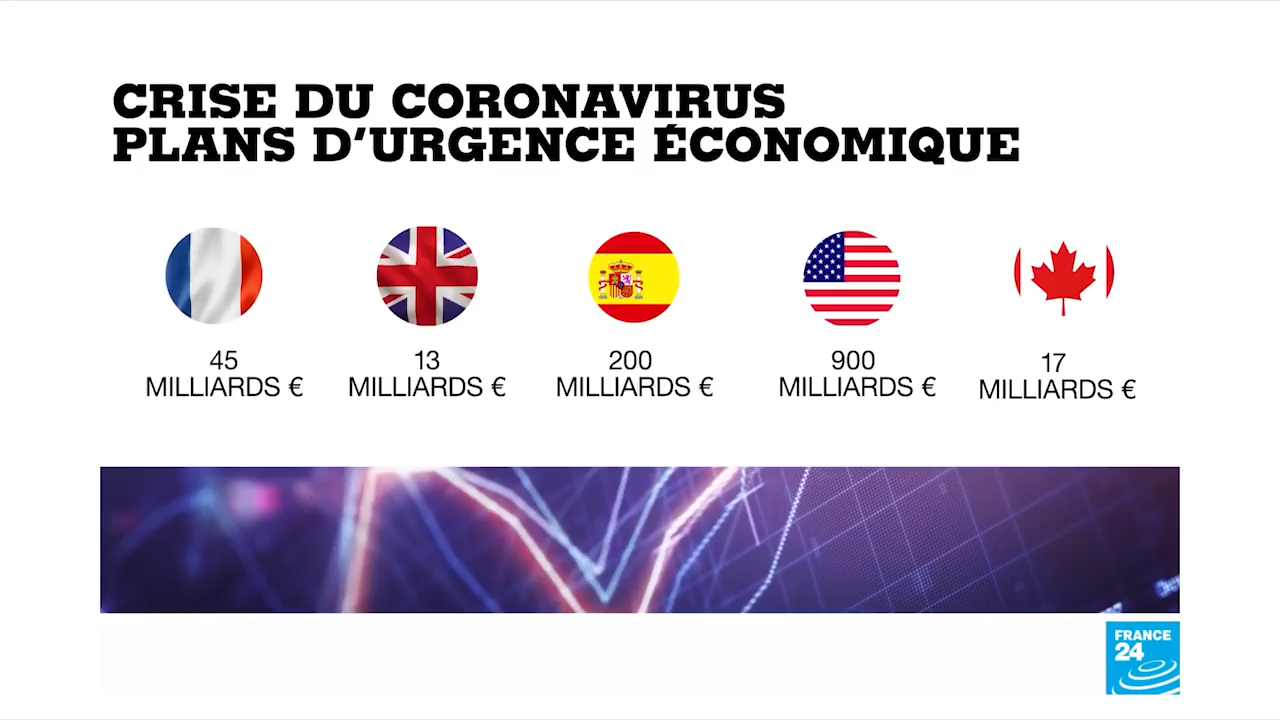 CRISE DU CORONAVIRUS
PLANS D’URGENCE ÉCONOMIQUE
45
MILLIARDS €
13
MILLIARDS €
200
MILLIARDS €
900
MILLIARDS €
17
MILLIARDS €
FRANCE
24